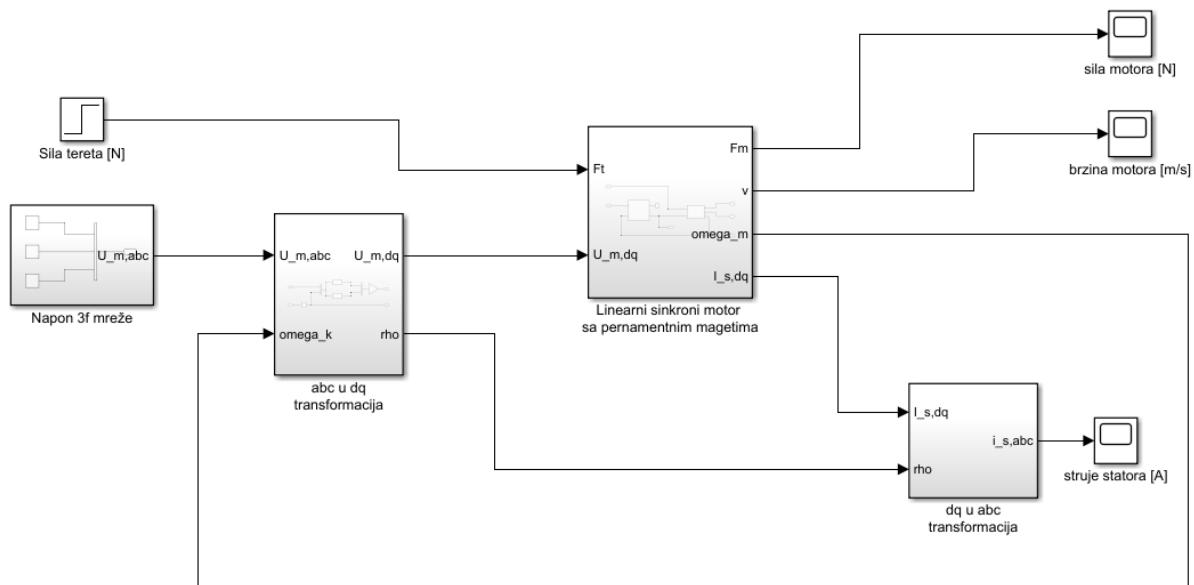 sila motora [N]
Sila tereta [N]
brzina motora [m/s]
Ft
U_m,dq
Fm
v
omega_m
I_s,dq
Linearni sinkroni motor
sa pernamentnim magetima
U_m,abc
Napon 3f mreže
U_m,abc
omega_k
U_m,dq
rho
abc u dq
transformacija
I_s,dq
rho
i_s,abc
dq u abc
transformacija
struje statora [A]